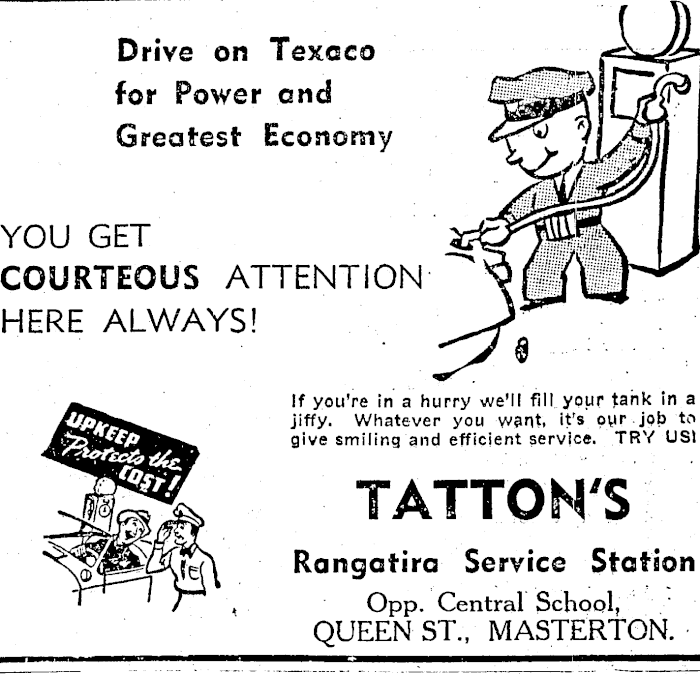 Drive on Texaco
for Power and
Greatest Economy
YOU GET
COURTEOUS ATTENTION
HERE ALWAYS!
If you're in a hurry we'll fill your tank in a
jiffy. Whatever you want, it's our job to
give smiling and efficient service. TRY US!
UPKEEP
Protects the
COST!
TATTON'S
Rangatira Service Station
Opp. Central School,
QUEEN ST., MASTERTON.